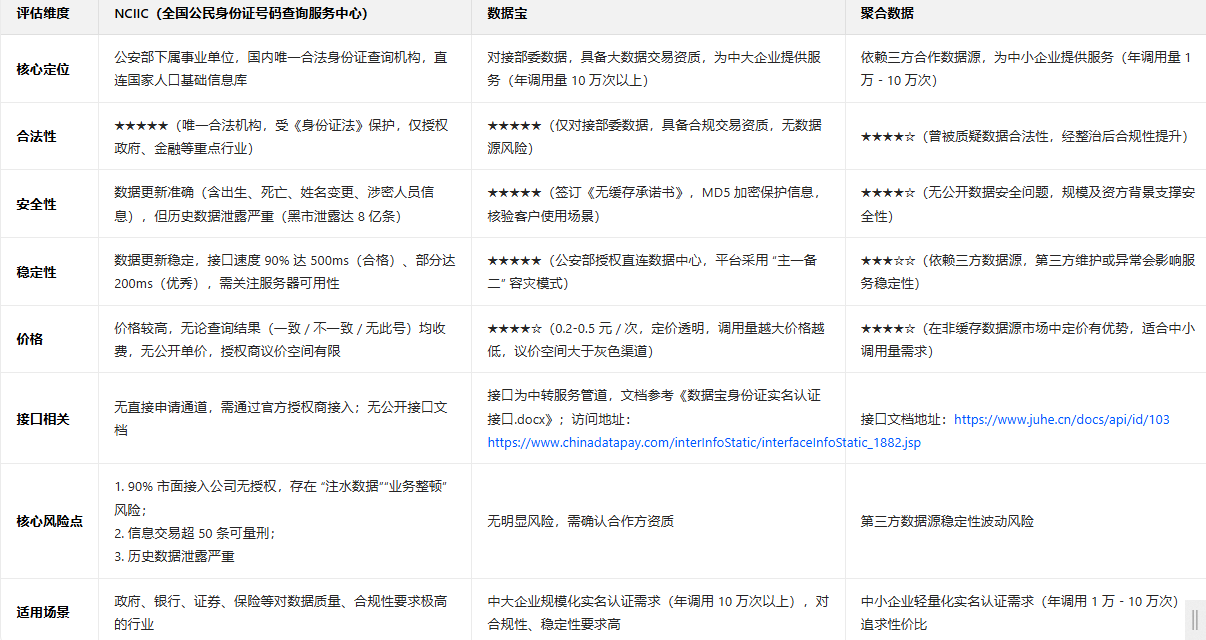 评估维度
NCIIC（全国公民身份证号码查询服务中心）
数据宝
聚合数据
核心定位
公安部下属事业单位，国内唯一合法身份证查询机构，直
连国家人口基础信息库
对接部委数据，具备大数据交易资质，为中大企业提供服
务（年调用量 10 万次以上）
依赖三方合作数据源，为中小企业提供服务（年调用量 1
万 - 10 万次）
合法性
★★★★★（唯一合法机构，受《身份证法》保护，仅授权
政府、金融等重点行业）
★★★★★（仅对接部委数据，具备合规交易资质，无数据
源风险）
★★★★☆（曾被质疑数据合法性，经整治后合规性提升）
安全性
数据更新准确（含出生、死亡、姓名变更、涉密人员信
息），但历史数据泄露严重（黑市泄露达 8 亿条）
★★★★★（签订《无缓存承诺书》，MD5 加密保护信息，
核验客户使用场景）
★★★★☆（无公开数据安全问题，规模及资方背景支撑安
全性）
稳定性
数据更新稳定，接口速度 90% 达 500ms（合格）、部分达
200ms（优秀），需关注服务器可用性
★★★★★（公安部授权直连数据中心，平台采用 “主一备
二” 容灾模式）
★★★☆☆（依赖三方数据源，第三方维护或异常会影响服
务稳定性）
价格
价格较高，无论查询结果（一致 / 不一致 / 无此号）均收
费，无公开单价，授权商议价空间有限
★★★★☆（0.2-0.5 元 / 次，定价透明，调用量越大价格越
低，议价空间大于灰色渠道）
★★★★☆（在非缓存数据源市场中定价有优势，适合中小
调用量需求）
接口相关
无直接申请通道，需通过官方授权商接入；无公开接口文
档
接口为中转服务管道，文档参考《数据宝身份证实名认证
接口.docx》；访问地址：
https://www.chinadatapay.com/interInfoStatic/interfaceInfoStatic_1882.jsp
接口文档地址：https://www.juhe.cn/docs/api/id/103
核心风险点
1. 90% 市面接入公司无授权，存在 “注水数据”“业务整顿”
风险；
2. 信息交易超 50 条可量刑；
3. 历史数据泄露严重
无明显风险，需确认合作方资质
第三方数据源稳定性波动风险
适用场景
政府、银行、证券、保险等对数据质量、合规性要求极高
的行业
中大企业规模化实名认证需求（年调用 10 万次以上），对
合规性、稳定性要求高
中小企业轻量化实名认证需求（年调用 1 万 - 10 万次）
追求性价比